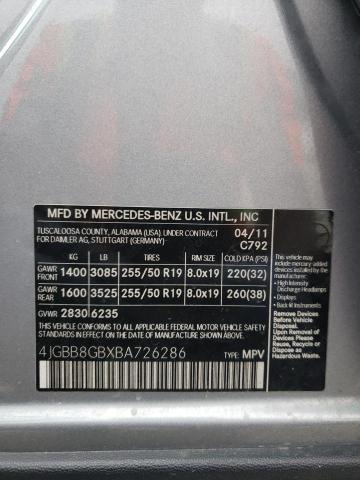 MFD BY MERCEDES-BENZ U.S. INTL., INC
TUSCALOOSA COUNTY, ALABAMA (USA). UNDER CONTRACT 04/11
FOR DAIMLER AG, STUTTGART (GERMANY) C792
KG LB TIRES RIM SIZE COLD KPA (PSI)
GAWR FRONT 1400 3085 255/50 R19 8.0x19 220(32)
GAWR REAR 1600 3525 255/50 R19 8.0x19 260(38)
GVWR 2830 6235
THIS VEHICLE CONFORMS TO ALL APPLICABLE
FEDERAL MOTOR VEHICLE SAFETY STANDARDS IN
EFFECT ON THE DATE OF MANUFACTURE SHOWN ABOVE.
4JGBB8GBXBA726286 TYPE: MPV
This vehicle may
contain mercury
added devices
installed by the
manufacturer:
• High Intensity
Discharge Headlamps
• Back lit Instruments
Remove Devices
Before Vehicle
Disposal
Upon Removal of
Devices Please
Reuse, Recycle or
Dispose as
Hazardous Waste